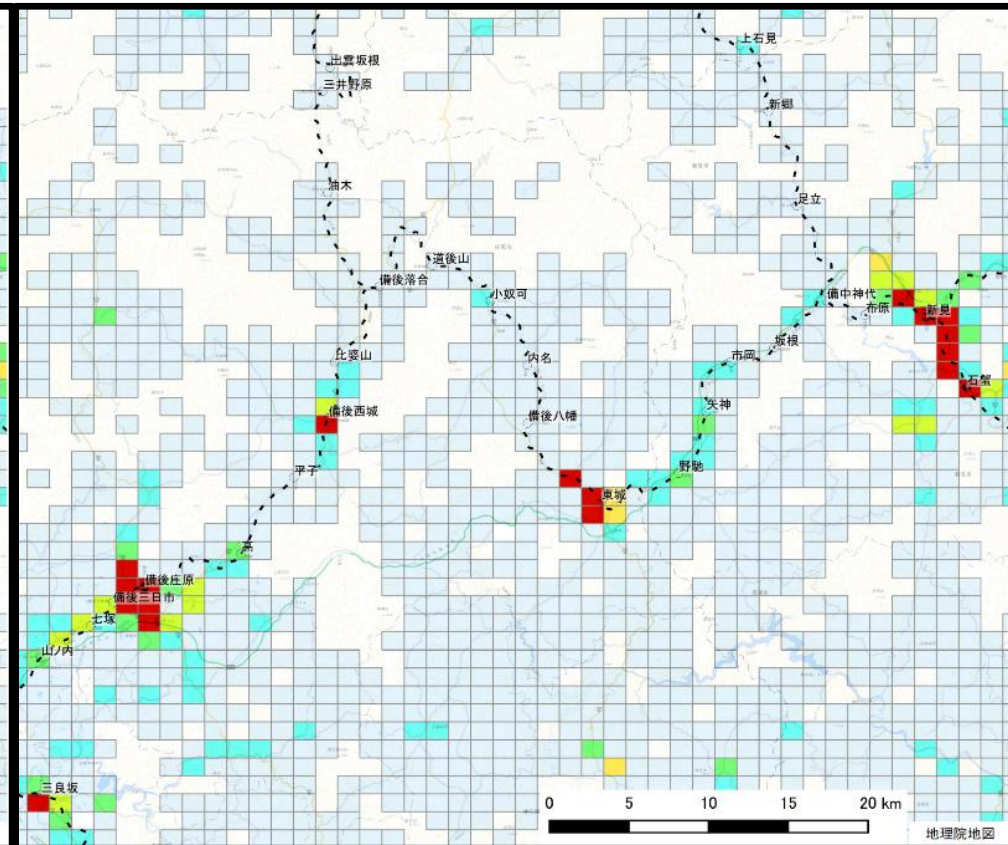 上石見
出雲坂根
三井野原
新郷
油木
足立
道後山
備後落合
小奴可
備中神代
布原
新見
坂根
比婆山
内名
市岡
石蟹
矢神
備後西城
備後八幡
平子
野馳
東城
高
備後庄原
備後三日市
七塚
山ノ内
三良坂
0 5 10 15 20 km
地理院地図